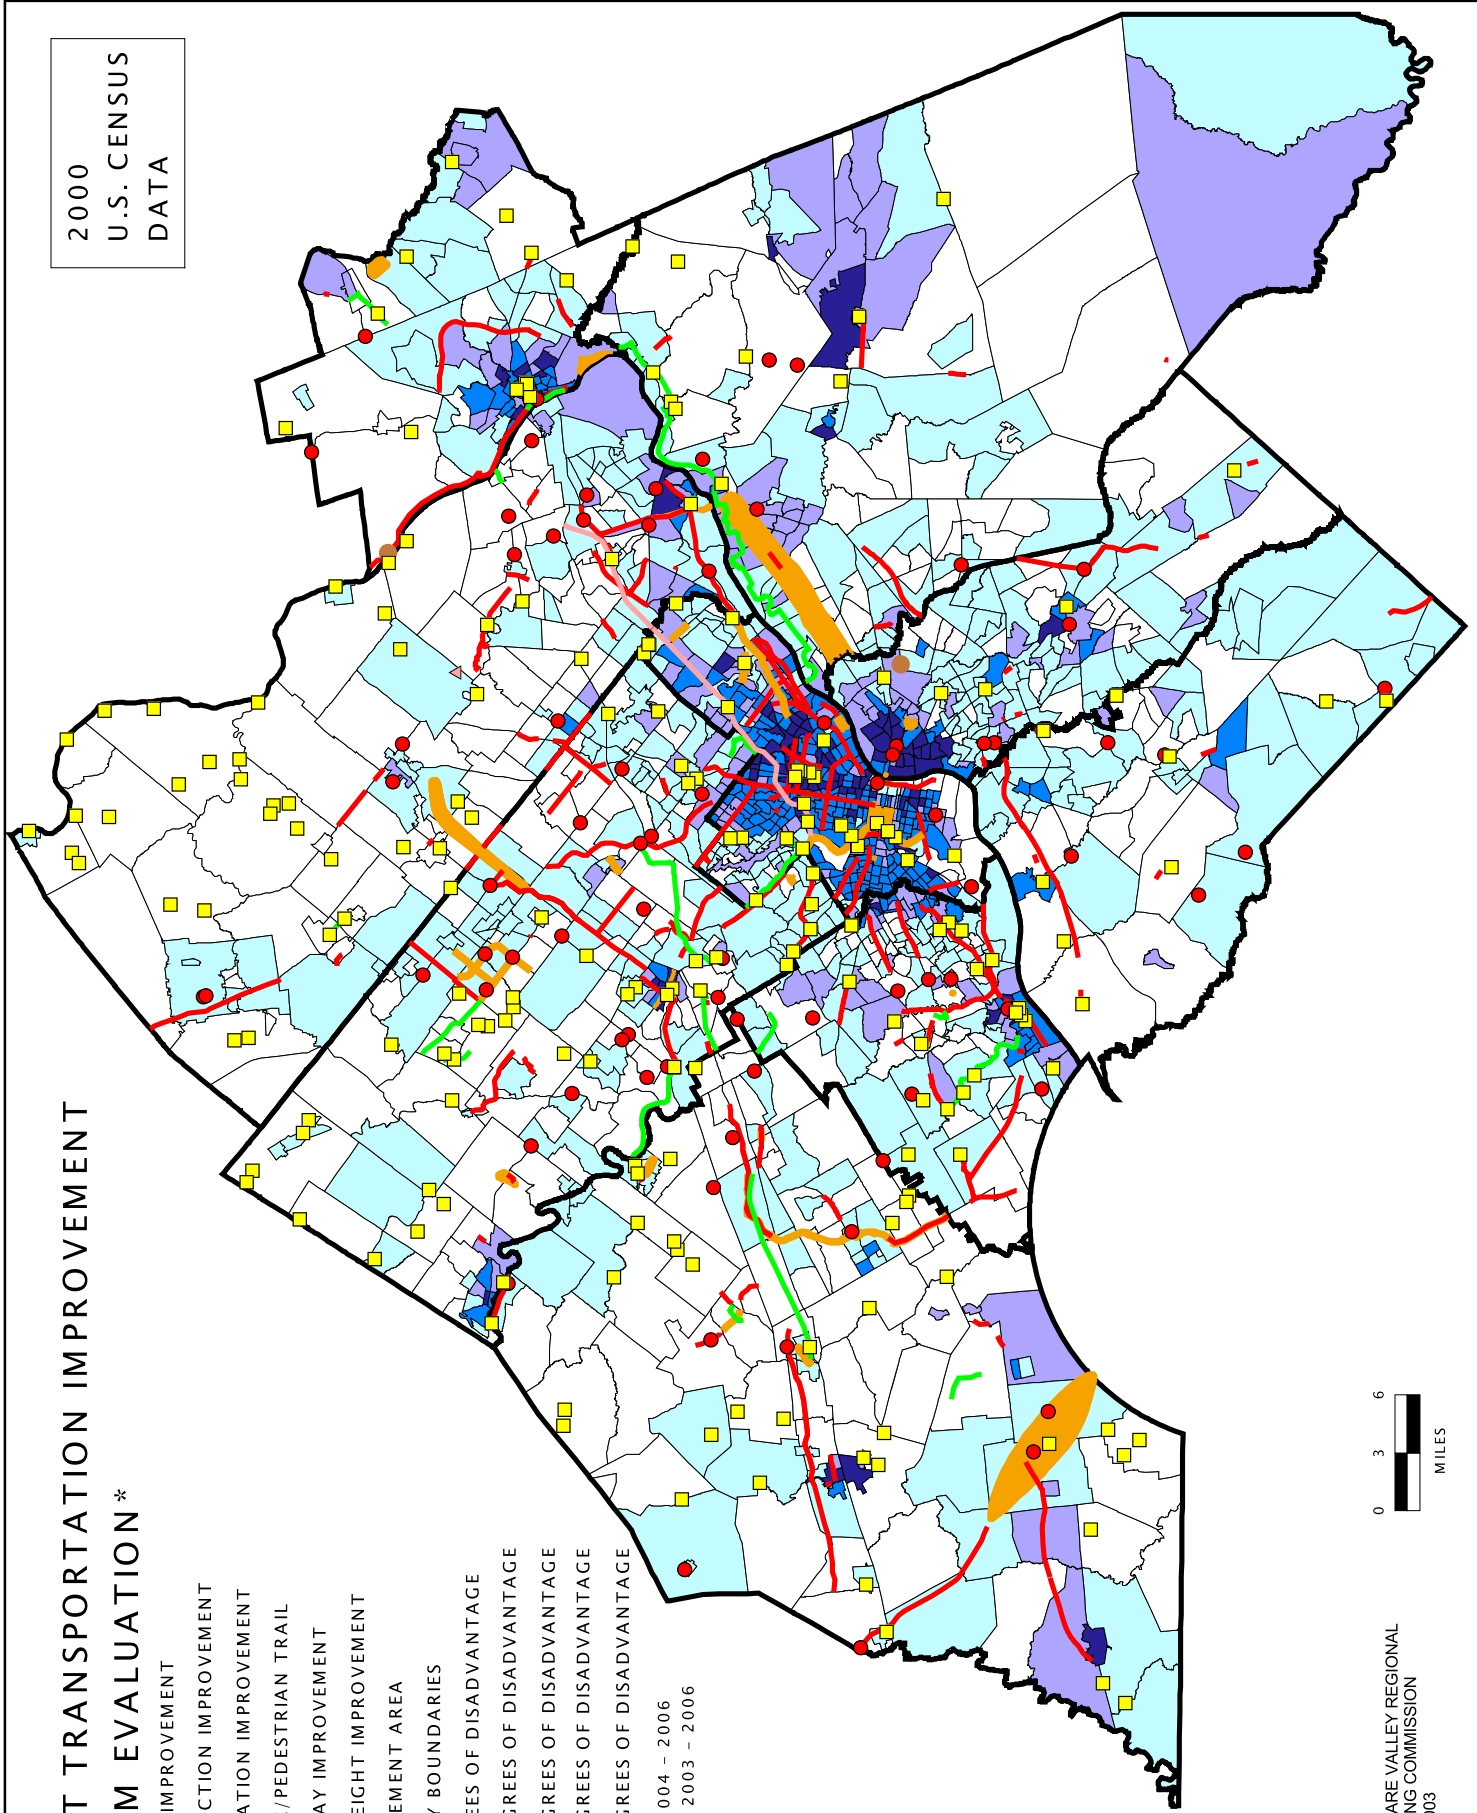 T TRANSPORTATION IMPROVEMENT
M EVALUATION*
2000
U.S. CENSUS
DATA
IMPROVEMENT
CTION IMPROVEMENT
ATION IMPROVEMENT
/PEDESTRIAN TRAIL
AY IMPROVEMENT
EIGHT IMPROVEMENT
EMENT AREA
Y BOUNDARIES
EES OF DISADVANTAGE
GREES OF DISADVANTAGE
GREES OF DISADVANTAGE
GREES OF DISADVANTAGE
GREES OF DISADVANTAGE
004 – 2006
2003 – 2006
0 3 6
MILES
ARE VALLEY REGIONAL
NG COMMISSION
03